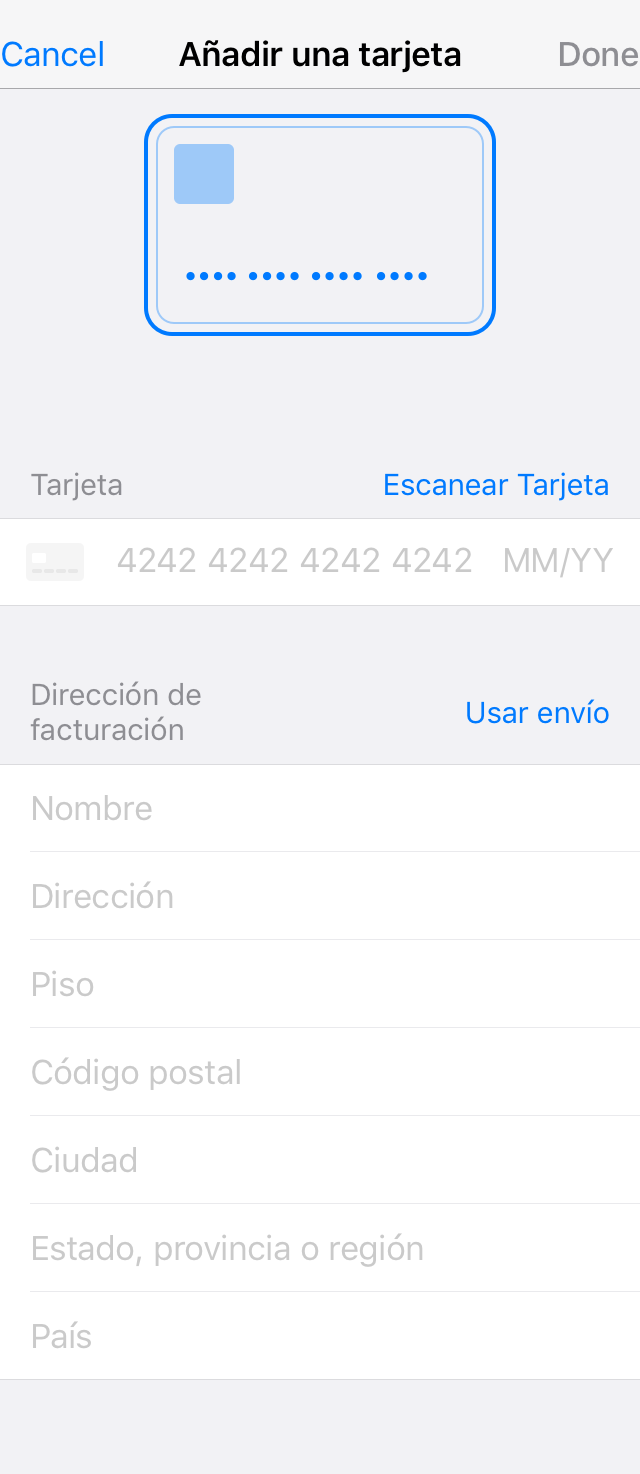 Cancel Añadir una tarjeta Done
•••• •••• •••• ••••
Tarjeta Escanear Tarjeta
4242 4242 4242 4242 MM/YY
Dirección de
facturación
Usar envío
Nombre
Dirección
Piso
Código postal
Ciudad
Estado, provincia o región
País